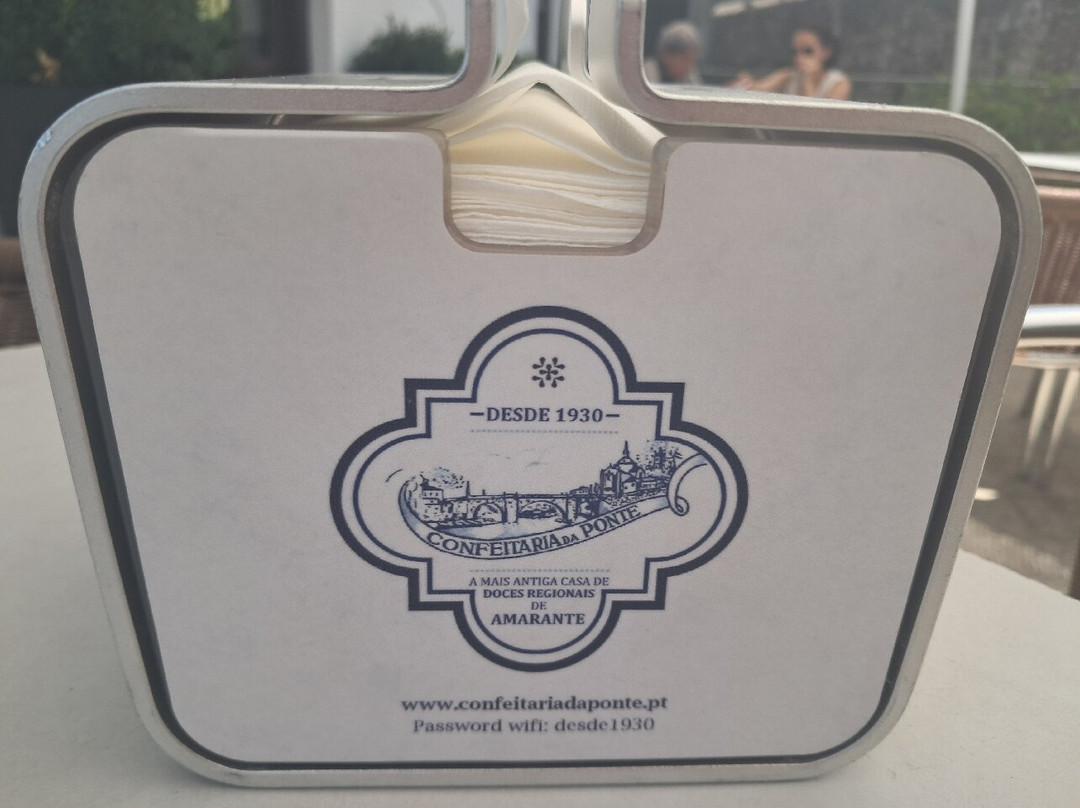 DESDE 1930
CONFEITARIA DA PONTE
A MAIS ANTIGA CASA DE
DOCES REGIONAIS
DE
AMARANTE
www.confeitariadaponte.pt
Password wifi: desde1930